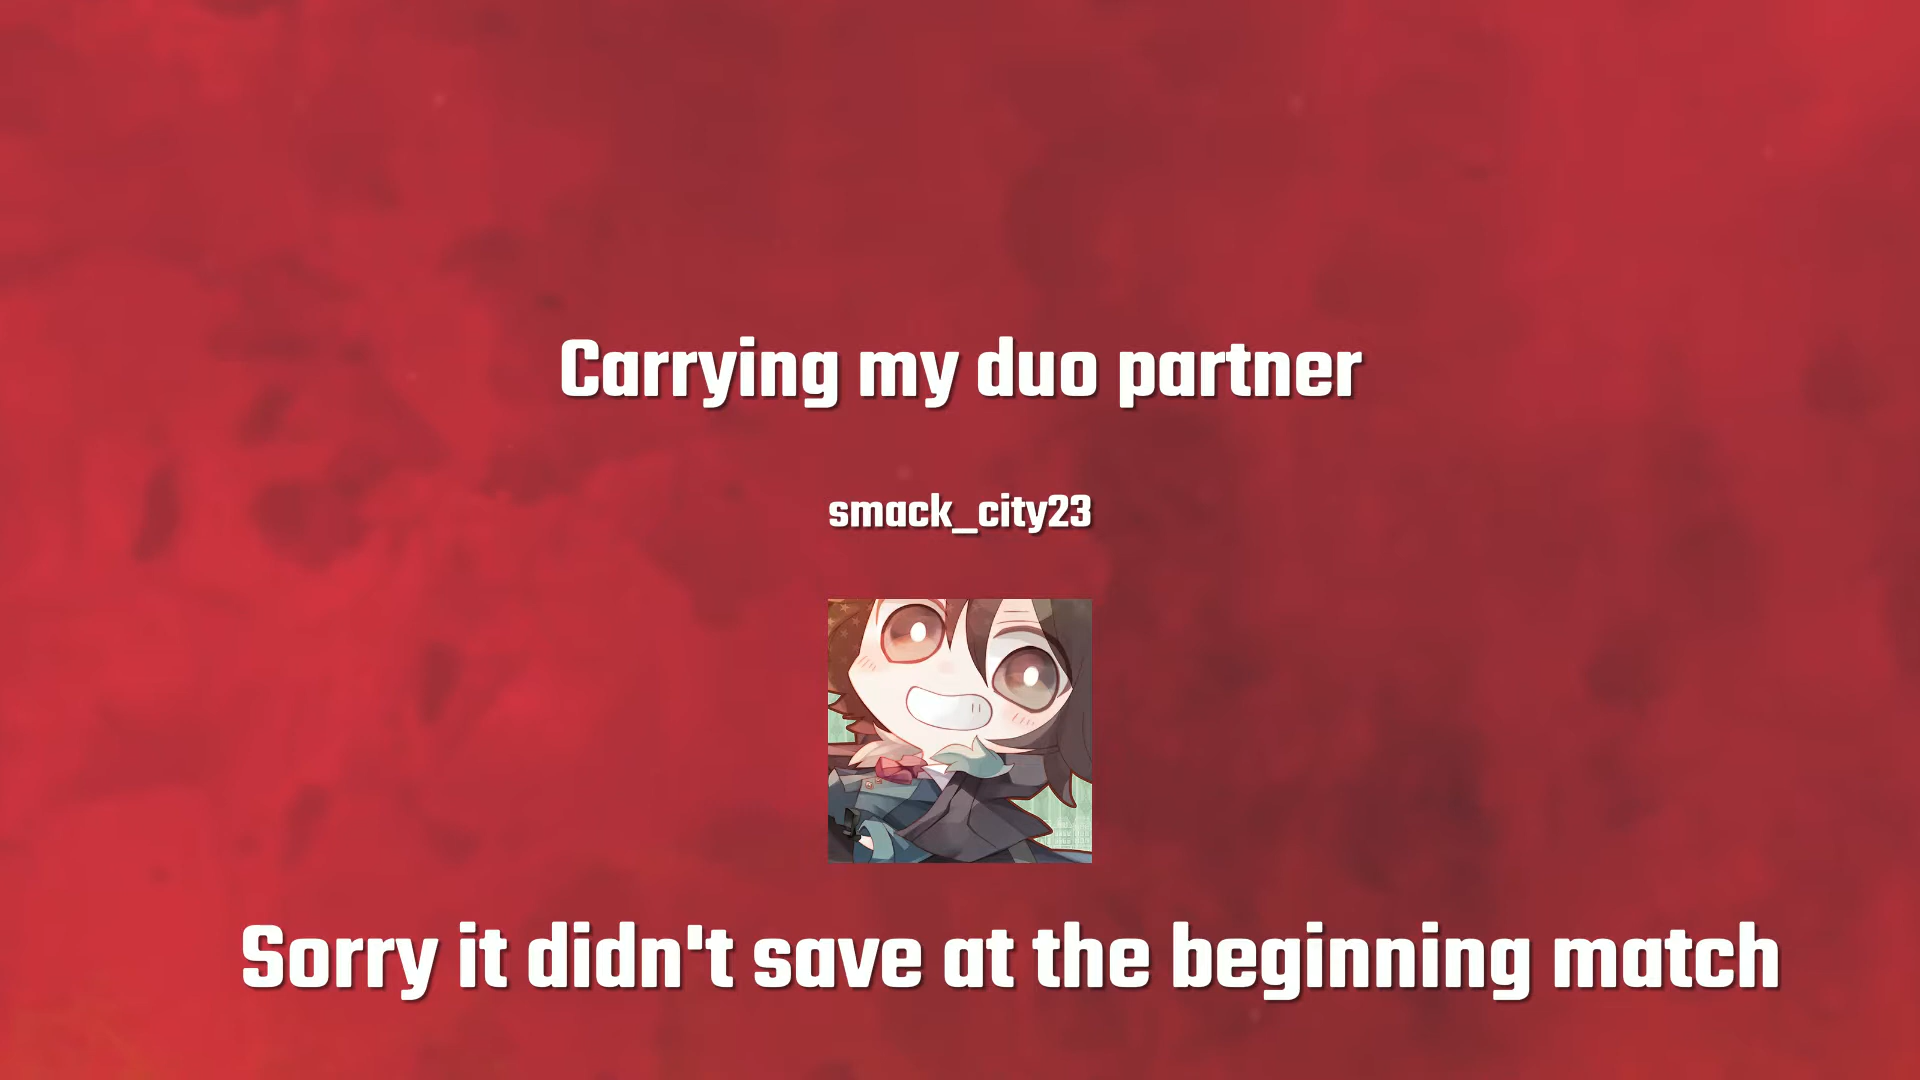 Carrying my duo partner
smack_city23
Sorry it didn't save at the beginning match